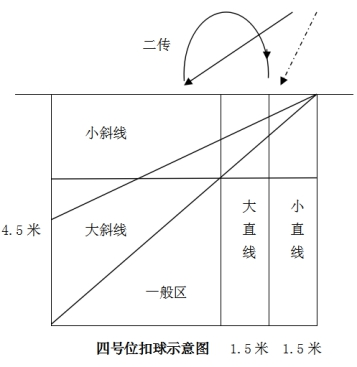 二传
小斜线
4.5米
大斜线
大直线
小直线
一般区
四号位扣球示意图 1.5米 1.5米